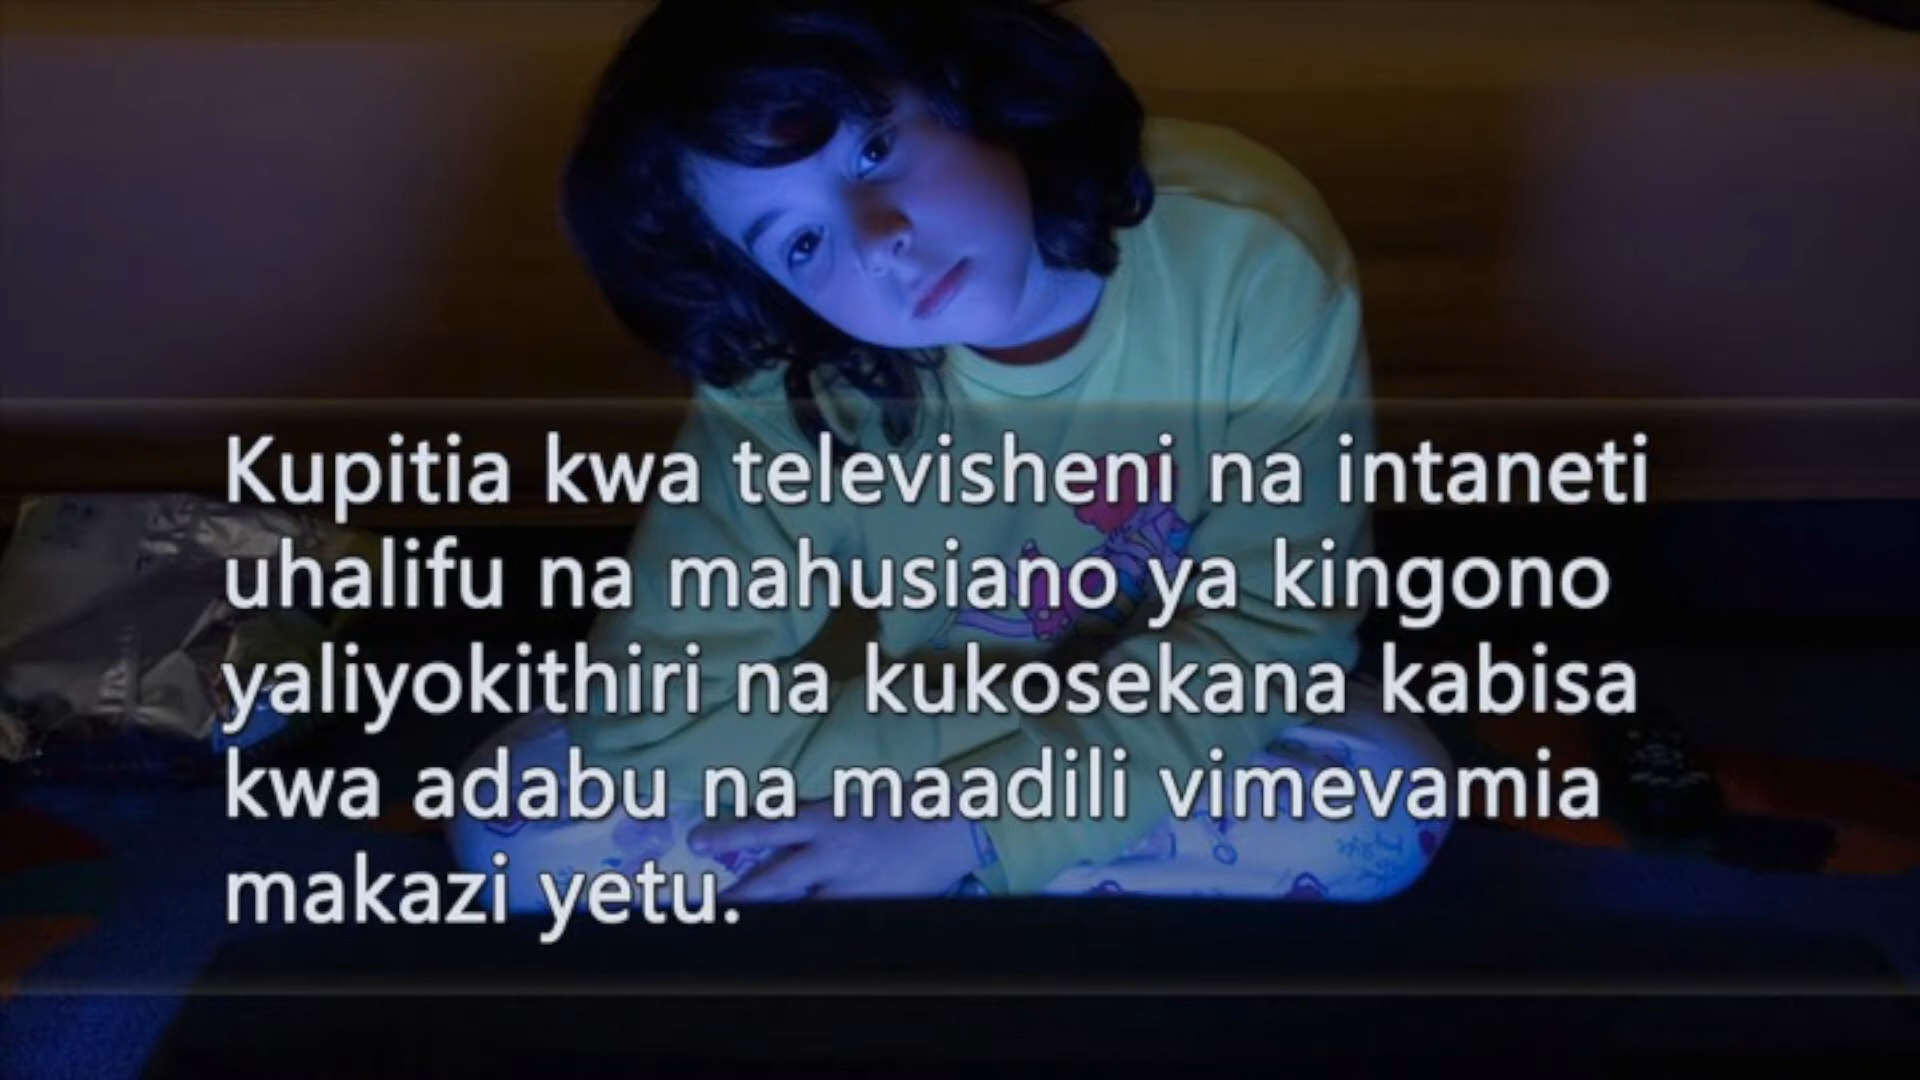 Kupitia kwa televisheni na intaneti
uhalifu na mahusiano ya kingono
yaliyokithiri na kukosekana kabisa
kwa adabu na maadili vimevamia
makazi yetu.